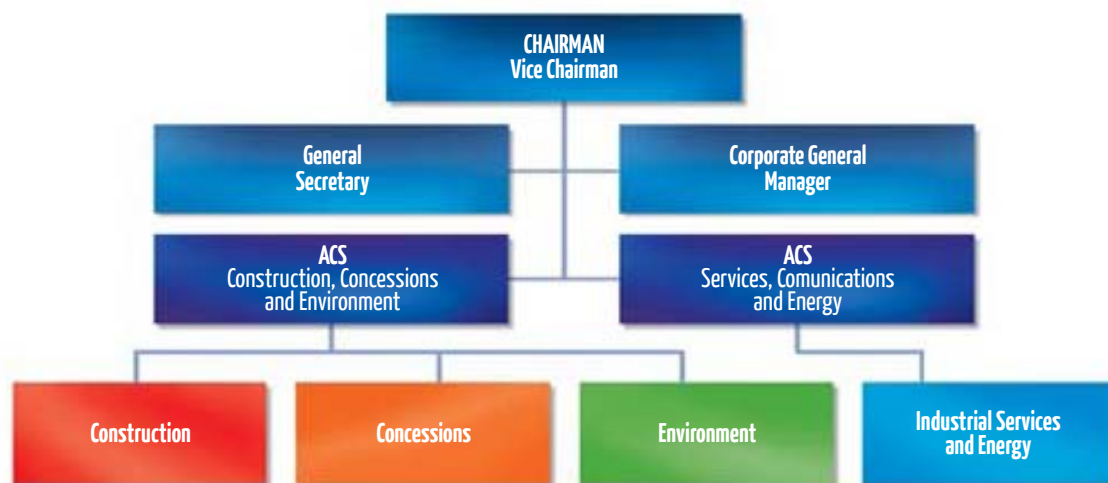 CHAIRMAN
Vice Chairman
General
Secretary
Corporate General
Manager
ACS
Construction, Concessions
and Environment
ACS
Services, Comunications
and Energy
Construction
Concessions
Environment
Industrial Services
and Energy